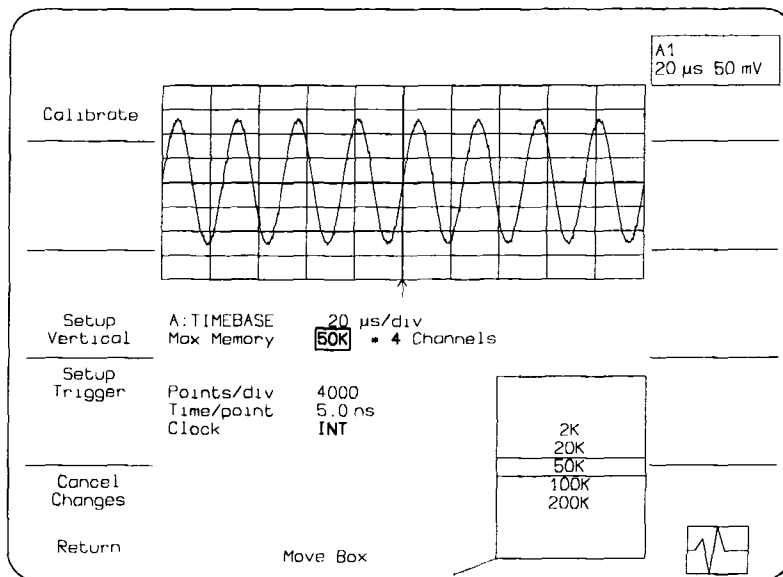 A1
20 µs 50 mV
Calibrate
Setup
Vertical
A:TIMEBASE 20 µs/div
Max Memory 50K * 4 Channels
Setup
Trigger
Points/div 4000
Time/point 5.0 ns
Clock INT
2K
20K
50K
100K
200K
Cancel
Changes
Return
Move Box